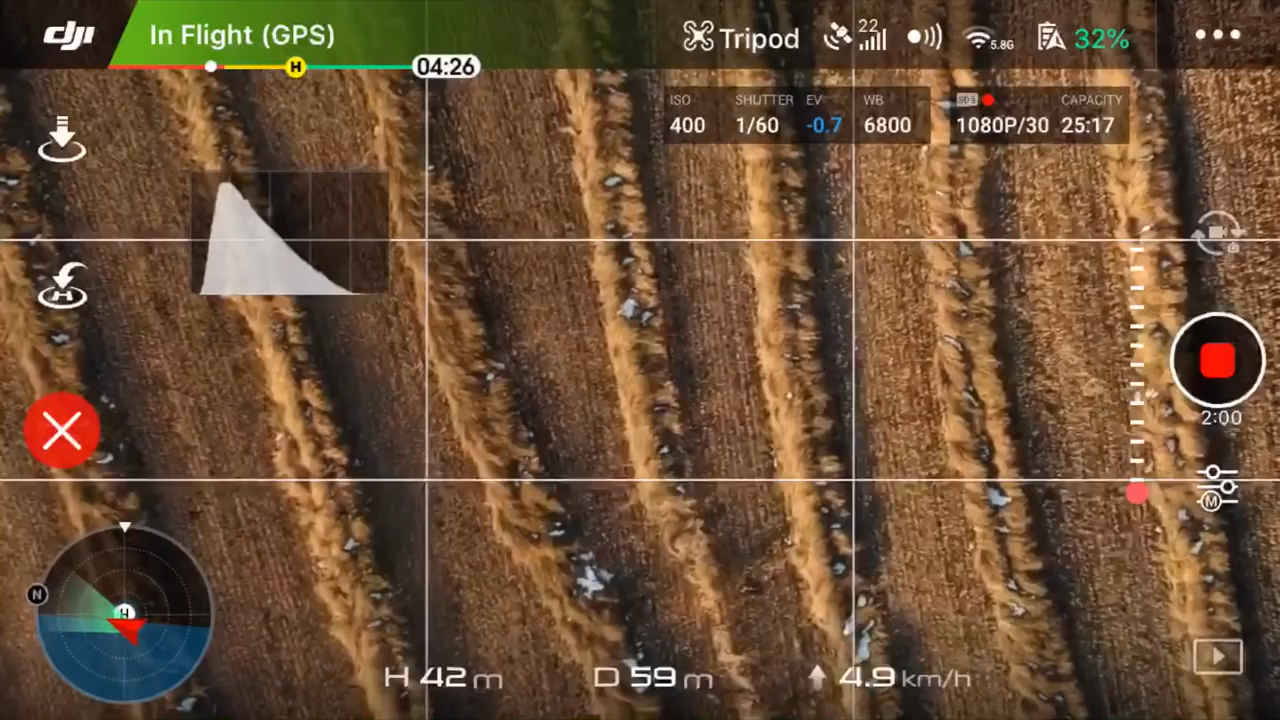 dji In Flight (GPS) Tripod 22 5.8G 32%
H 04:26
ISO SHUTTER EV WB SD CAPACITY
400 1/60 -0.7 6800 1080P/30 25:17
H
2:00
M
N
H
H 42 m D 59 m 4.9 km/h